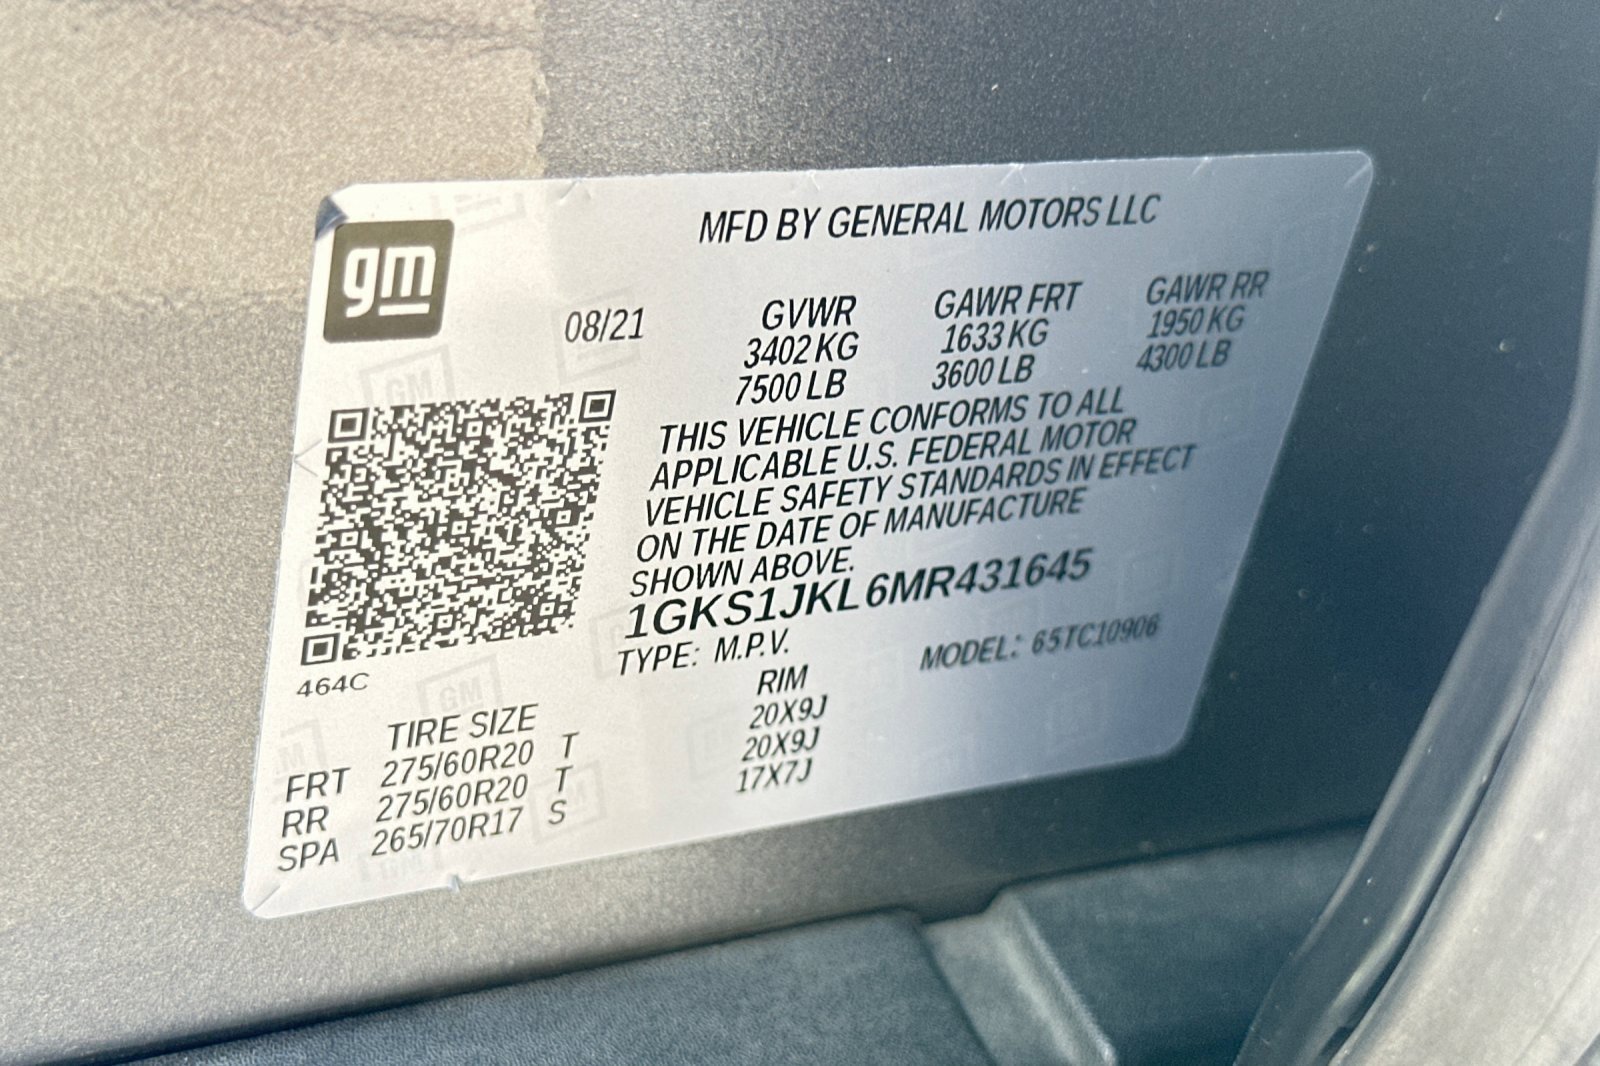 gm
MFD BY GENERAL MOTORS LLC
08/21 GVWR GAWR FRT GAWR RR
3402 KG 1633 KG 1950 KG
7500 LB 3600 LB 4300 LB
THIS VEHICLE CONFORMS TO ALL
APPLICABLE U.S. FEDERAL MOTOR
VEHICLE SAFETY STANDARDS IN EFFECT
ON THE DATE OF MANUFACTURE
SHOWN ABOVE.
1GKS1JKL6MR431645
TYPE: M.P.V. MODEL: 65TC10906
464C
TIRE SIZE RIM
FRT 275/60R20 T 20X9J
RR 275/60R20 T 20X9J
SPA 265/70R17 S 17X7J